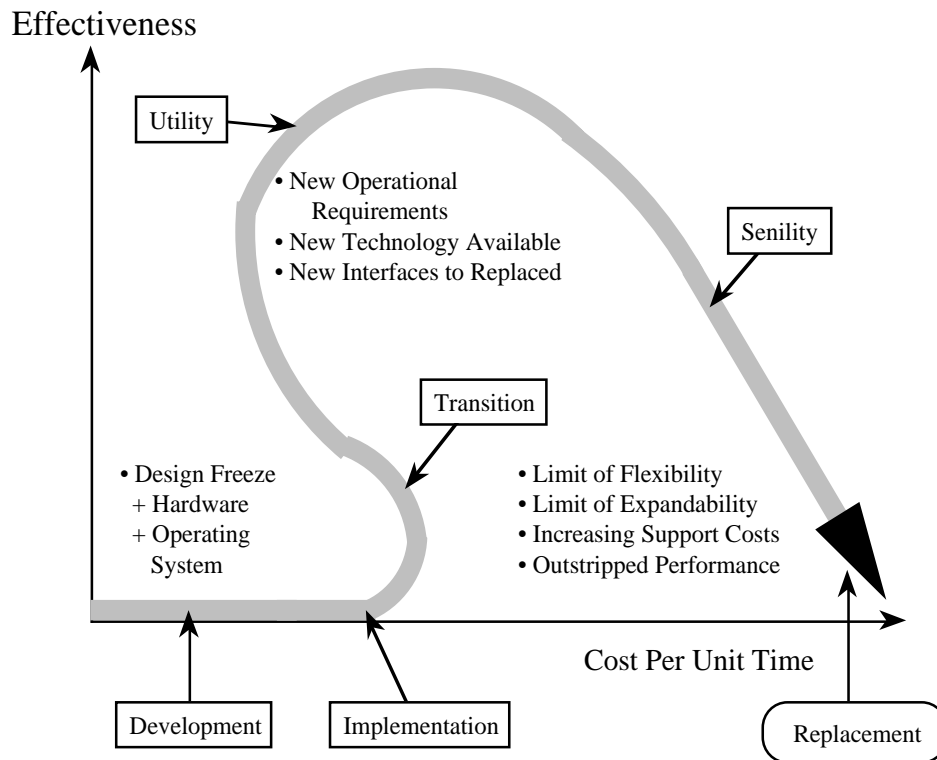 Effectiveness
Utility
• New Operational
Requirements
• New Technology Available
• New Interfaces to Replaced
Senility
Transition
• Design Freeze
+ Hardware
+ Operating
System
• Limit of Flexibility
• Limit of Expandability
• Increasing Support Costs
• Outstripped Performance
Cost Per Unit Time
Development
Implementation
Replacement